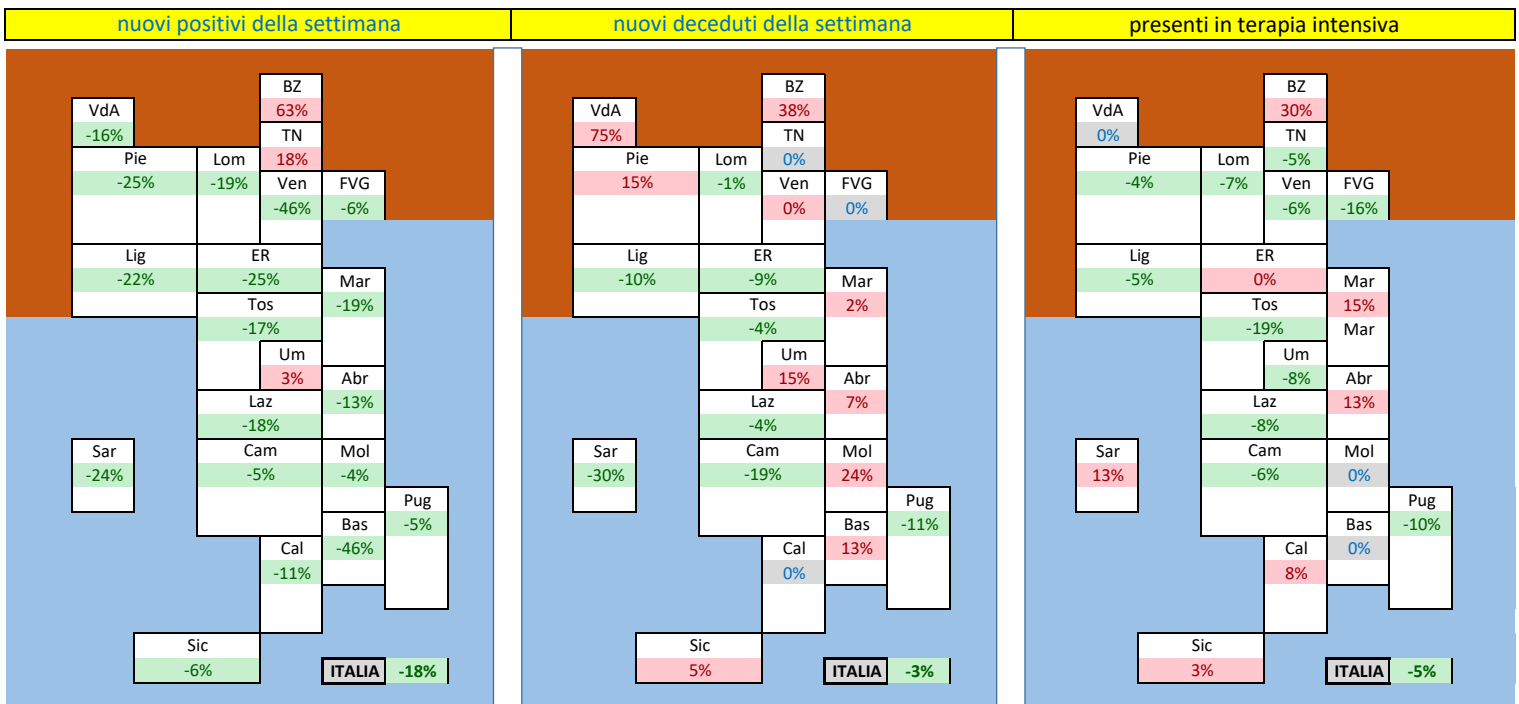 nuovi positivi della settimana
BZ
VdA 63%
-16% TN
Pie Lom 18%
-25% -19% Ven FVG
-46% -6%
Lig ER
-22% -25% Mar
Tos -19%
-17%
Um
3% Abr
Laz -13%
-18%
Sar Cam Mol
-24% -5% -4%
Pug
Bas -5%
Cal -46%
-11%
Sic
-6% ITALIA -18%
nuovi deceduti della settimana
BZ
VdA 38%
75% TN
Pie Lom 0%
15% -1% Ven FVG
0% 0%
Lig ER
-10% -9% Mar
Tos 2%
-4%
Um
15% Abr
Laz 7%
-4%
Sar Cam Mol
-30% -19% 24%
Pug
Bas -11%
Cal 13%
0%
Sic
5% ITALIA -3%
presenti in terapia intensiva
BZ
VdA 30%
0% TN
Pie Lom -5%
-4% -7% Ven FVG
-6% -16%
Lig ER
-5% 0% Mar
Tos 15%
-19% Mar
Um
-8% Abr
Laz 13%
-8%
Sar Cam Mol
13% -6% 0%
Pug
Bas -10%
Cal 0%
8%
Sic
3% ITALIA -5%